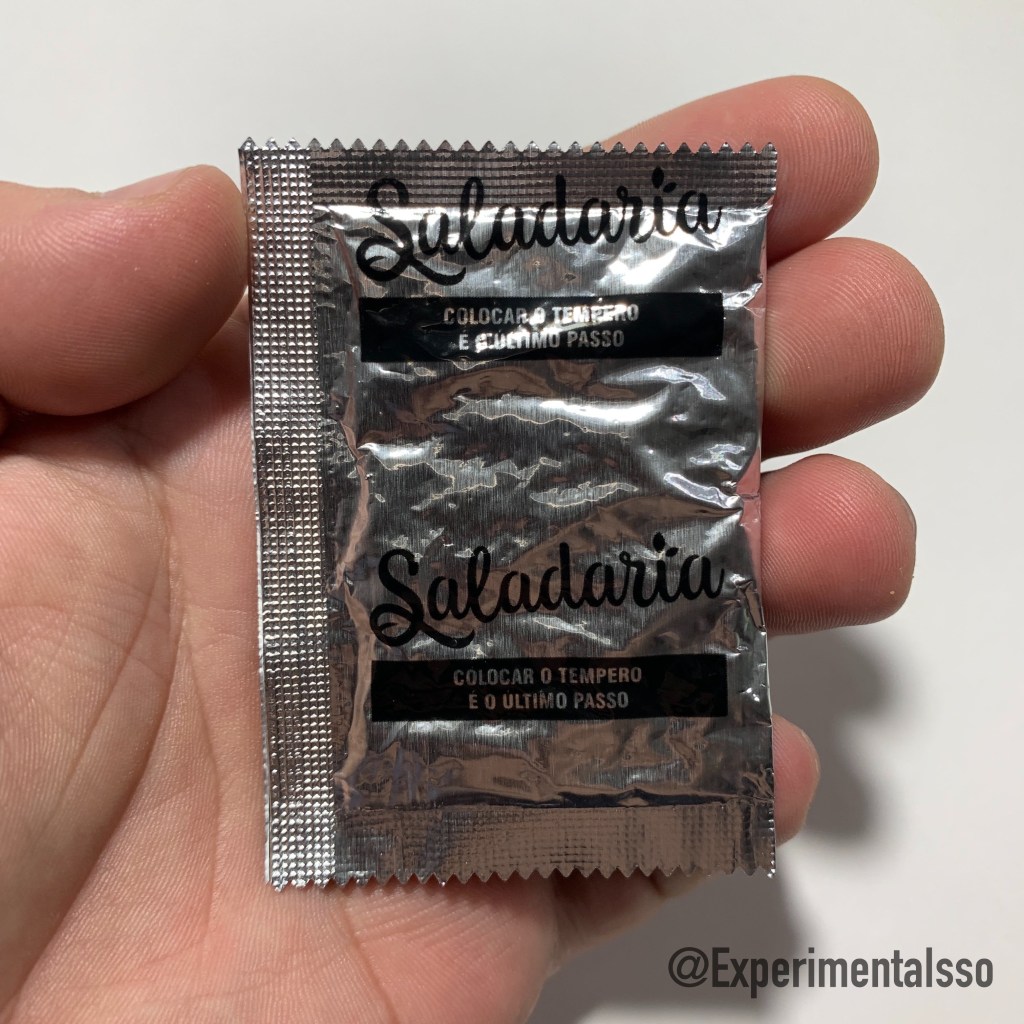 Saladaria
COLOCAR O TEMPERO
É O ÚLTIMO PASSO
Saladaria
COLOCAR O TEMPERO
É O ÚLTIMO PASSO
@Experimentalsso